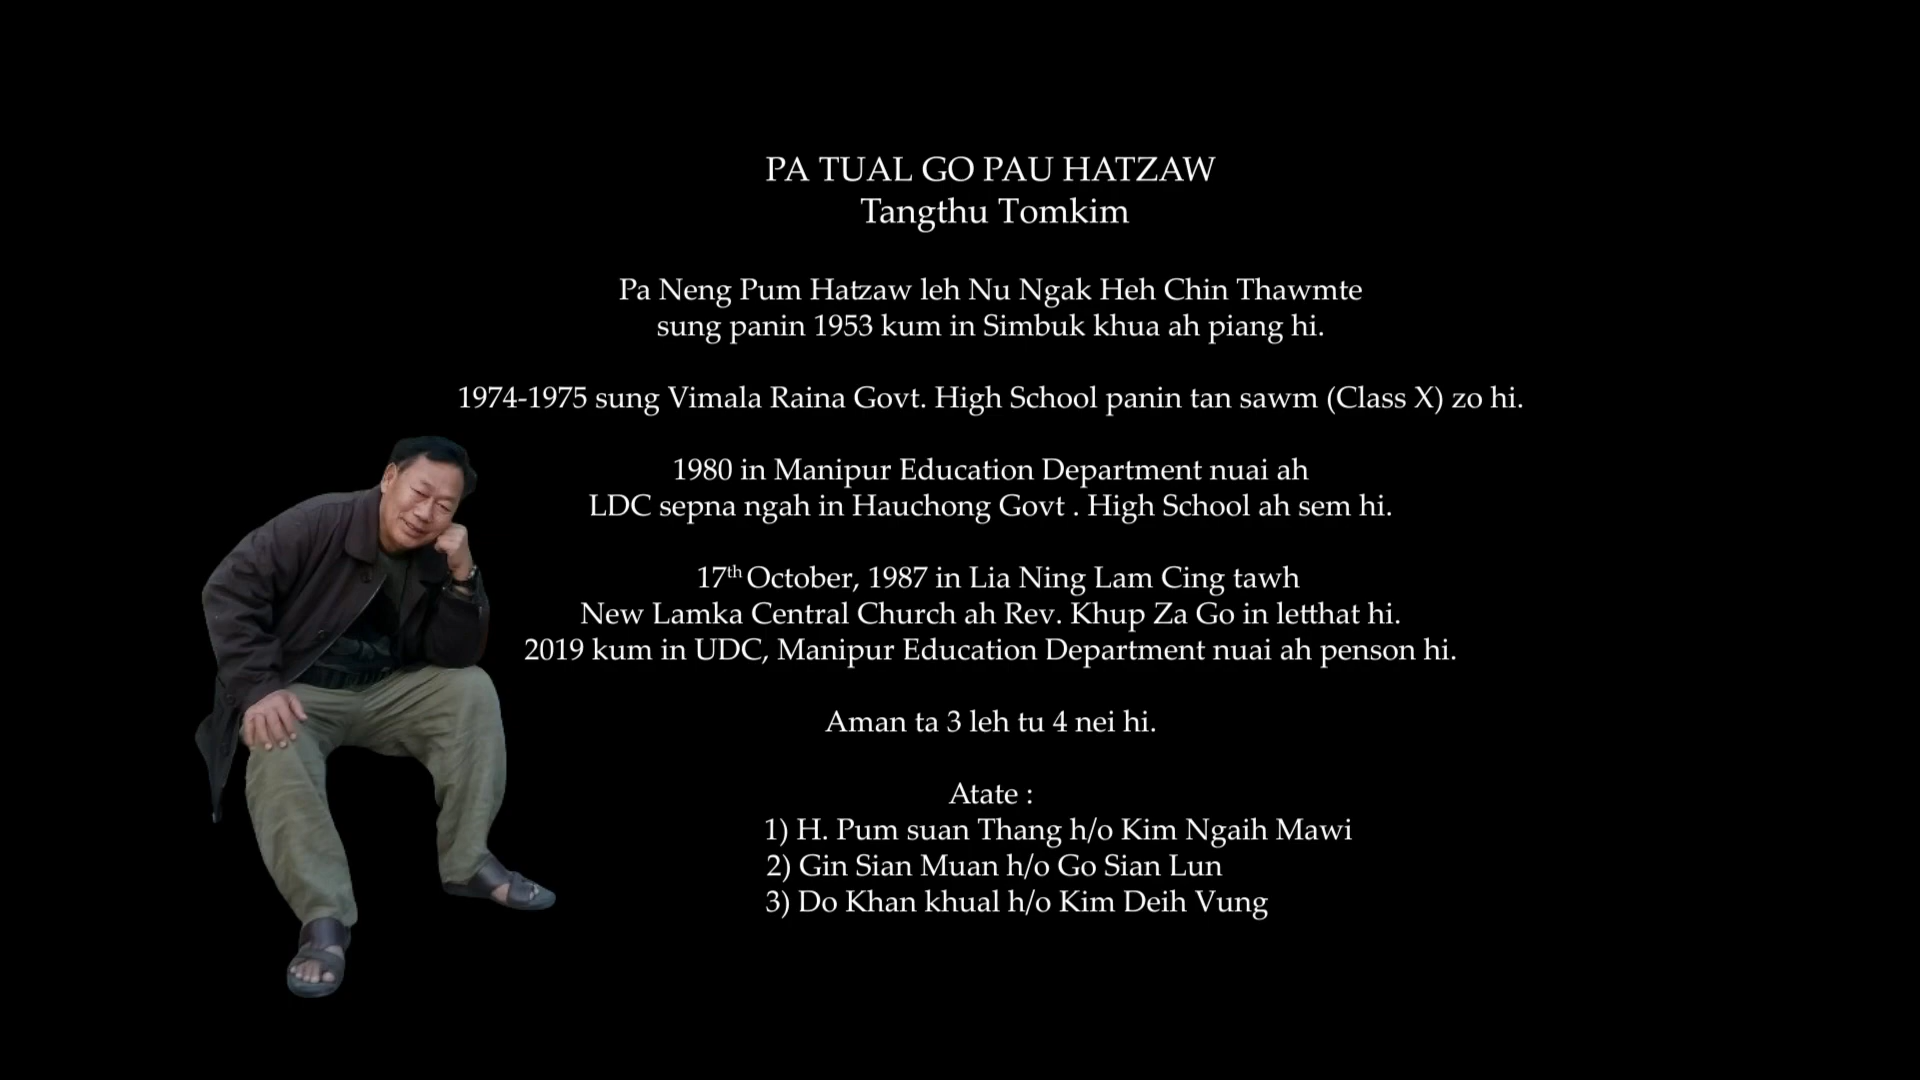 PA TUAL GO PAU HATZAW
Tangthu Tomkim
Pa Neng Pum Hatzaw leh Nu Ngak Heh Chin Thawmte
sung panin 1953 kum in Simbuk khua ah piang hi.
1974-1975 sung Vimala Raina Govt. High School panin tan sawm (Class X) zo hi.
1980 in Manipur Education Department nuai ah
LDC sepna ngah in Hauchong Govt . High School ah sem hi.
17th October, 1987 in Lia Ning Lam Cing tawh
New Lamka Central Church ah Rev. Khup Za Go in letthat hi.
2019 kum in UDC, Manipur Education Department nuai ah penson hi.
Aman ta 3 leh tu 4 nei hi.
Atate :
1) H. Pum suan Thang h/o Kim Ngaih Mawi
2) Gin Sian Muan h/o Go Sian Lun
3) Do Khan khual h/o Kim Deih Vung